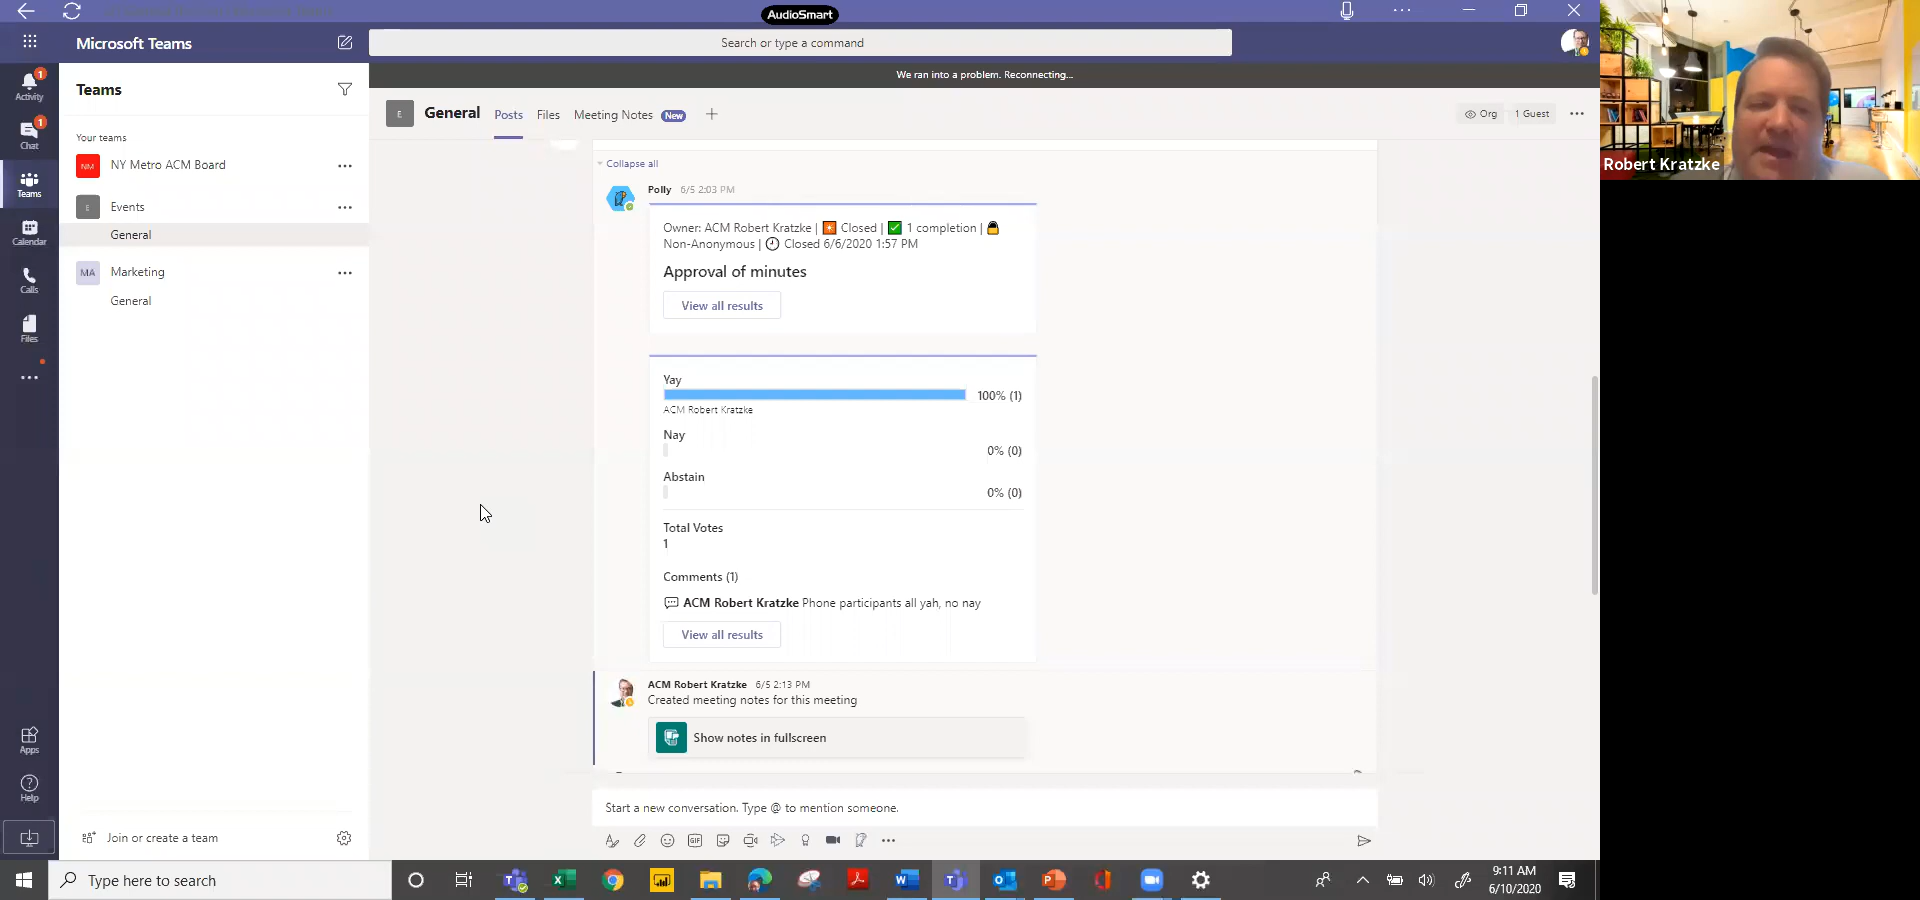 AudioSmart
Microsoft Teams
Search or type a command
We ran into a problem. Reconnecting...
Activity
1
Chat
1
Teams
Calendar
Calls
Files
Apps
Help
Teams
Your teams
NM NY Metro ACM Board
E Events
General
MA Marketing
General
Join or create a team
E General Posts Files Meeting Notes New
Org 1 Guest
Collapse all
Polly 6/5 2:03 PM
Owner: ACM Robert Kratzke | Closed | 1 completion |
Non-Anonymous | Closed 6/6/2020 1:57 PM
Approval of minutes
View all results
Yay
100% (1)
ACM Robert Kratzke
Nay
0% (0)
Abstain
0% (0)
Total Votes
1
Comments (1)
ACM Robert Kratzke Phone participants all yah, no nay
View all results
ACM Robert Kratzke 6/5 2:13 PM
Created meeting notes for this meeting
Show notes in fullscreen
Start a new conversation. Type @ to mention someone.
GIF
Robert Kratzke
Type here to search
9:11 AM
6/10/2020